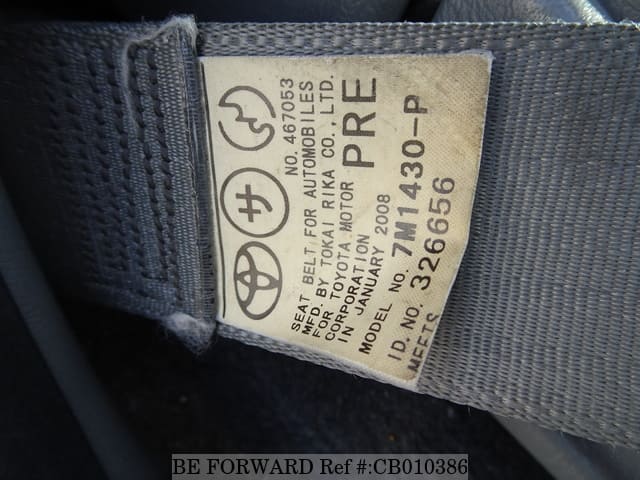 サ
NO. 467053
SEAT BELT FOR AUTOMOBILES
MFD. BY TOKAI RIKA CO., LTD.
FOR TOYOTA MOTOR
CORPORATION PRE
IN JANUARY 2008
MODEL NO. 7M1430-P
I D. NO. 326656
MEETS
BE FORWARD Ref #:CB010386